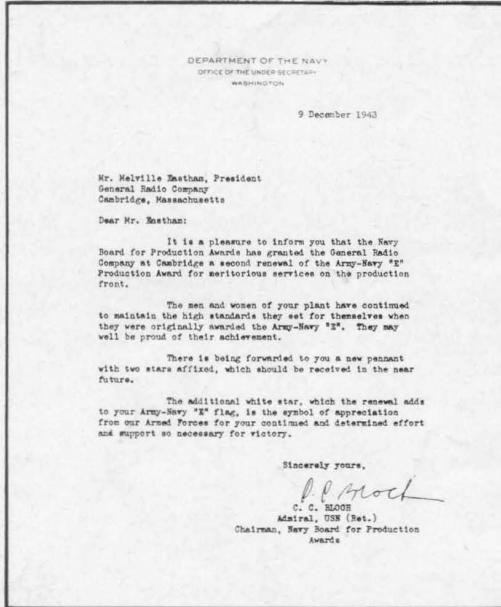 DEPARTMENT OF THE NAVY
OFFICE OF THE UNDER SECRETARY
WASHINGTON
9 December 1943
Mr. Melville Eastham, President
General Radio Company
Cambridge, Massachusetts
Dear Mr. Eastham:
It is a pleasure to inform you that the Navy
Board for Production Awards has granted the General Radio
Company at Cambridge a second renewal of the Army-Navy "E"
Production Award for meritorious services on the production
front.
The men and women of your plant have continued
to maintain the high standards they set for themselves when
they were originally awarded the Army-Navy "E". They may
well be proud of their achievement.
There is being forwarded to you a new pennant
with two stars affixed, which should be received in the near
future.
The additional white star, which the renewal adds
to your Army-Navy "E" flag, is the symbol of appreciation
from our Armed Forces for your continued and determined effort
and support so necessary for victory.
Sincerely yours,
C. C. Bloch
C. C. BLOCH
Admiral, USN (Ret.)
Chairman, Navy Board for Production
Awards